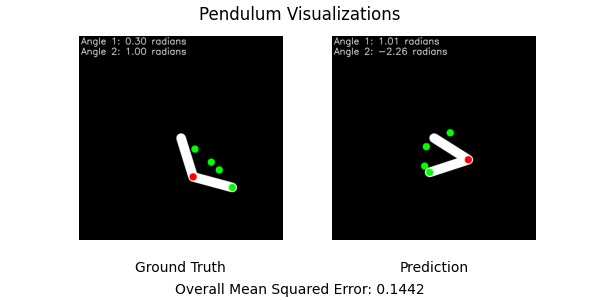 Pendulum Visualizations
Angle 1: 0.30 radians
Angle 2: 1.00 radians
Angle 1: 1.01 radians
Angle 2: −2.26 radians
Ground Truth
Prediction
Overall Mean Squared Error: 0.1442